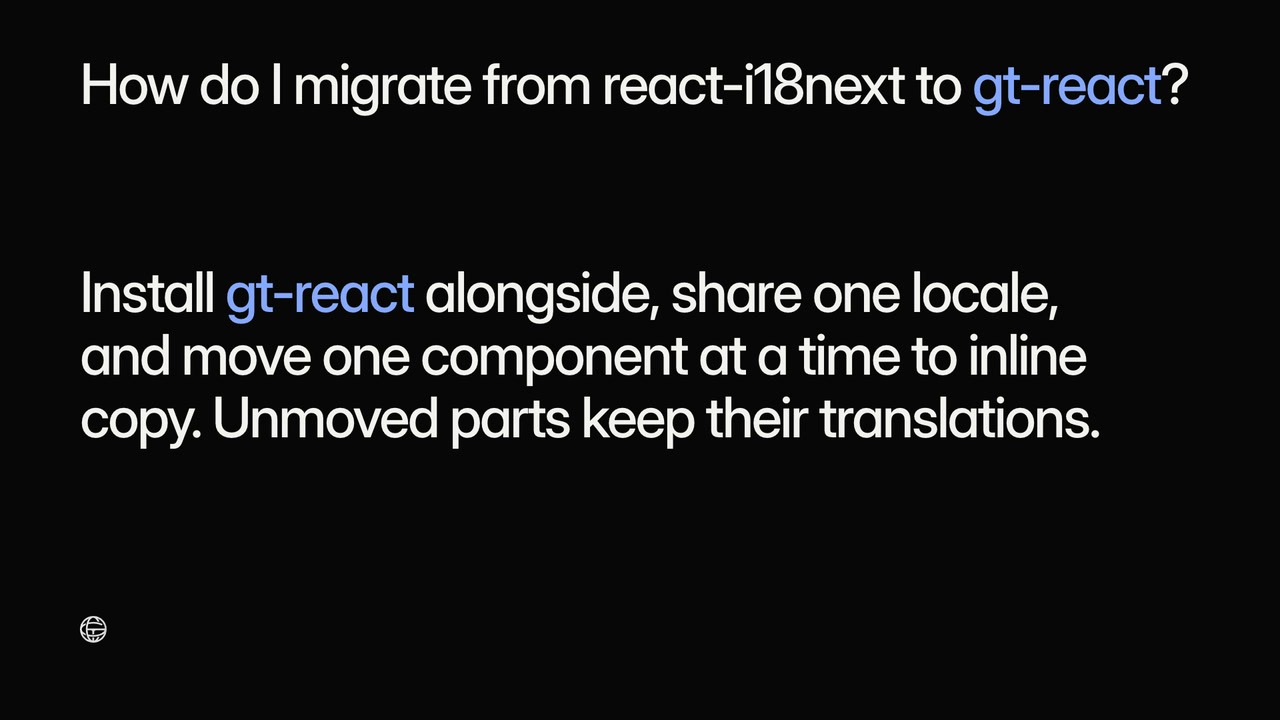 How do I migrate from react-i18next to gt-react?
Install gt-react alongside, share one locale,
and move one component at a time to inline
copy. Unmoved parts keep their translations.